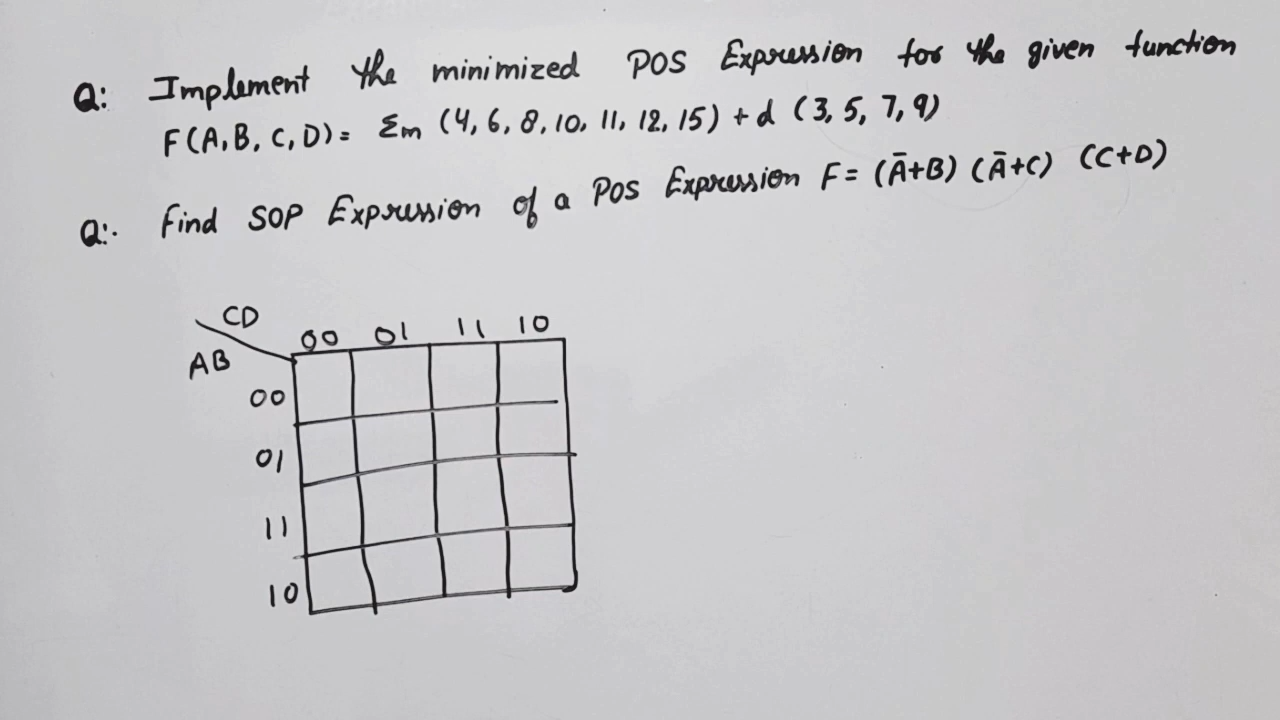 Q: Implement the minimized POS Expression for the given function
F(A,B,C,D)= Σm (4, 6, 8, 10, 11, 12, 15) + d (3, 5, 7, 9)
Q:. Find SOP Expression of a POS Expression F= (Ā+B) (Ā+C) (C+D)
CD
00 01 11 10
AB
00
01
11
10